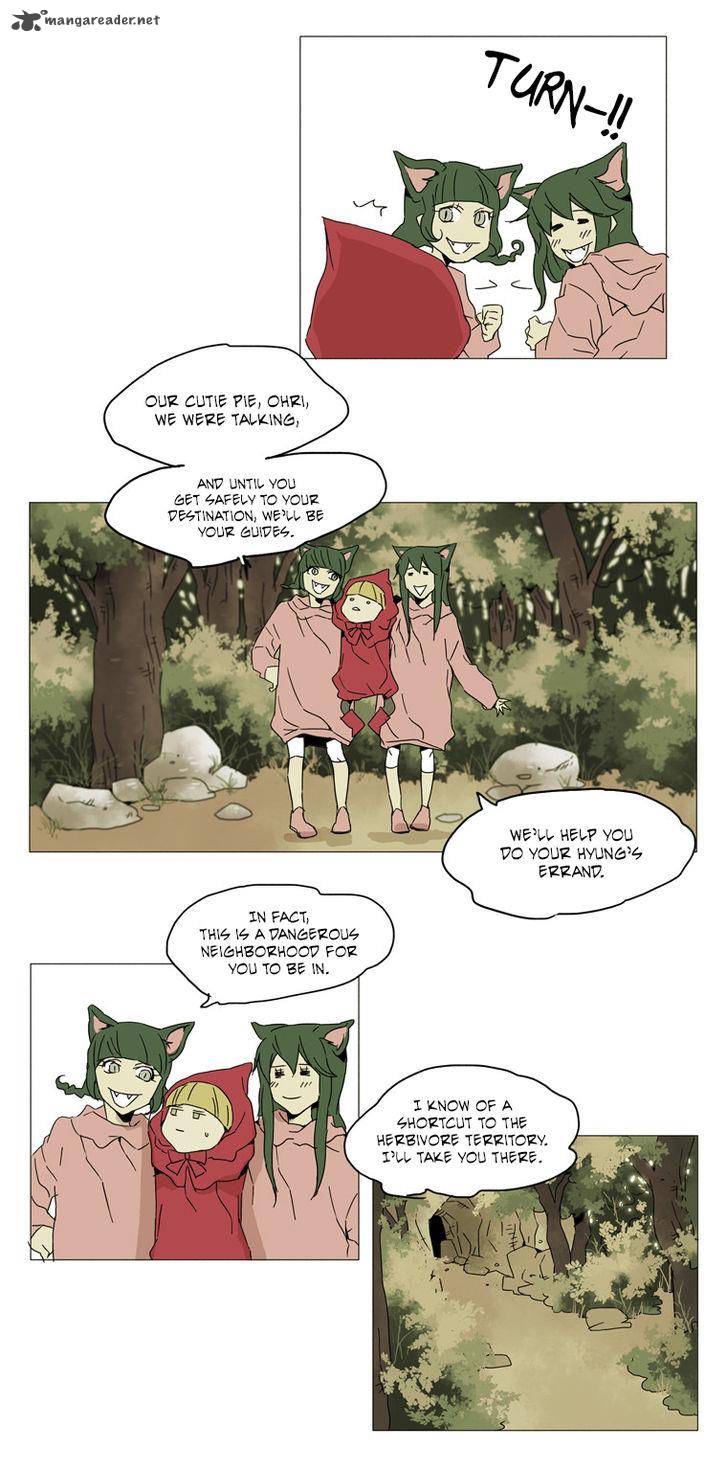 mangareader.net
TURN-!!
OUR CUTIE PIE, OHRI,
WE WERE TALKING,
AND UNTIL YOU
GET SAFELY TO YOUR
DESTINATION, WE'LL BE
YOUR GUIDES.
WE'LL HELP YOU
DO YOUR HYUNG'S
ERRAND.
IN FACT,
THIS IS A DANGEROUS
NEIGHBORHOOD FOR
YOU TO BE IN.
I KNOW OF A
SHORTCUT TO THE
HERBIVORE TERRITORY.
I'LL TAKE YOU THERE.